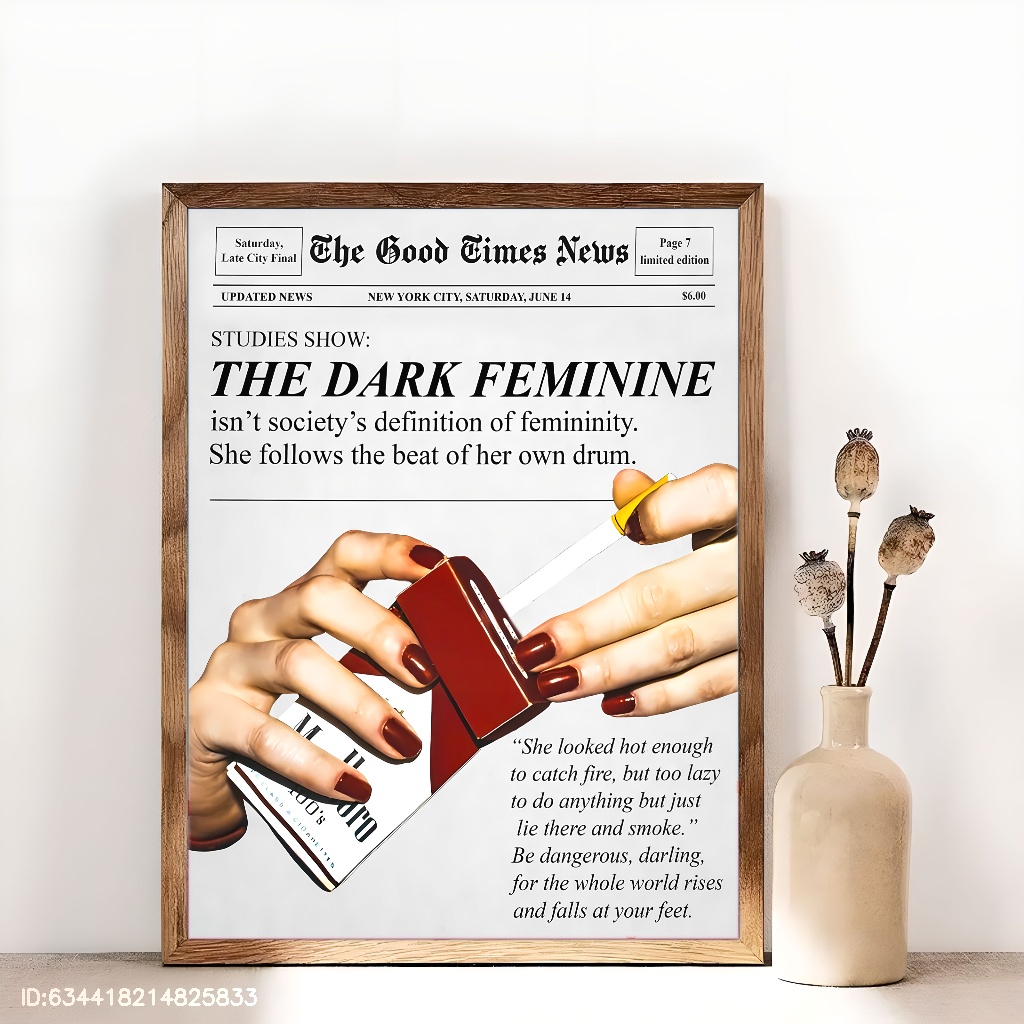 Saturday,
Late City Final
The Good Times News
Page 7
limited edition
UPDATED NEWS
NEW YORK CITY, SATURDAY, JUNE 14
$6.00
STUDIES SHOW:
THE DARK FEMININE
isn't society's definition of femininity.
She follows the beat of her own drum.
100's
“She looked hot enough
to catch fire, but too lazy
to do anything but just
lie there and smoke.”
Be dangerous, darling,
for the whole world rises
and falls at your feet.
ID:634418214825833